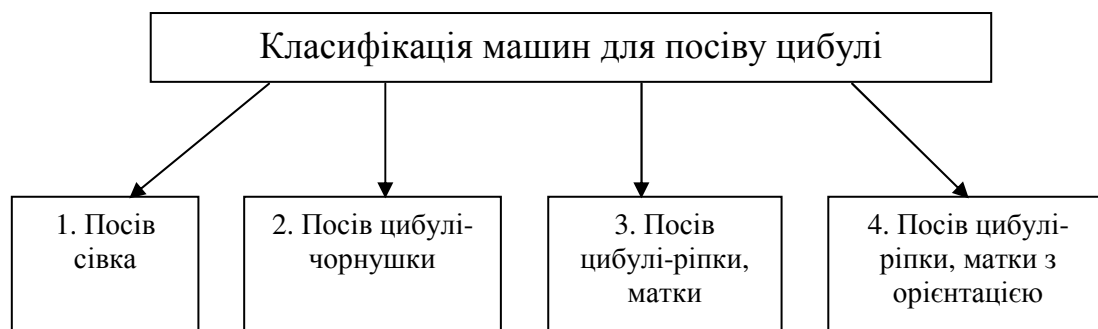 Класифікація машин для посіву цибулі
1. Посів
сівка
2. Посів цибулі-
чорнушки
3. Посів
цибулі-ріпки,
матки
4. Посів цибулі-
ріпки, матки з
орієнтацією